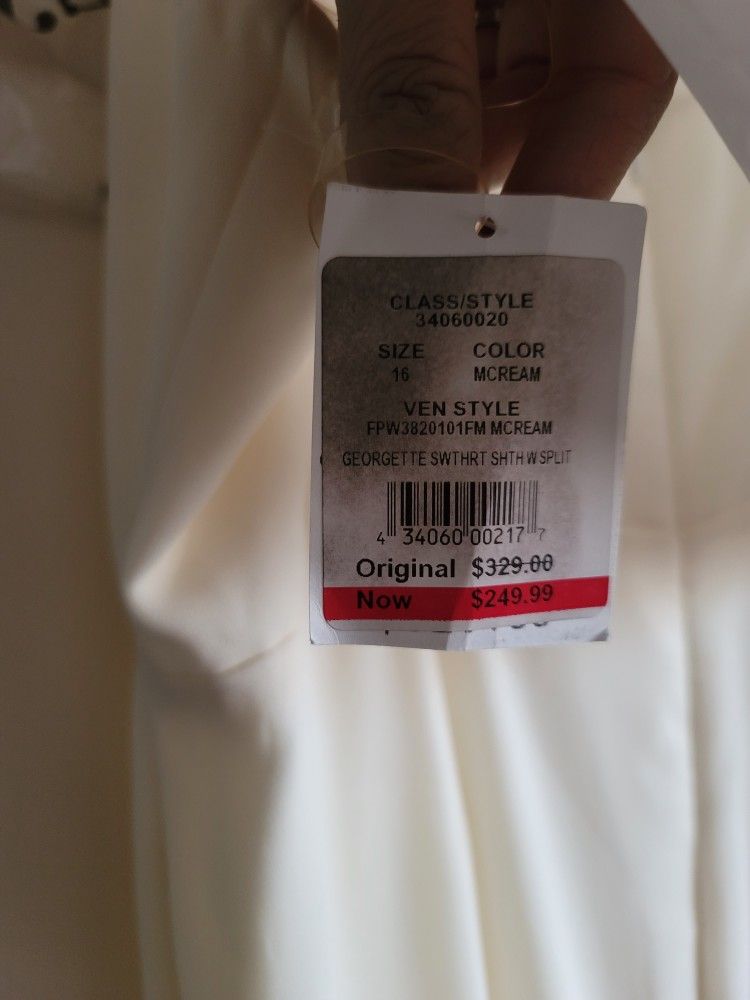 CLASS/STYLE
34060020
SIZE COLOR
16 MCREAM
VEN STYLE
FPW3820101FM MCREAM
GEORGETTE SWTHRT SHTH W SPLIT
4 34060 00217 7
Original $329.00
Now $249.99